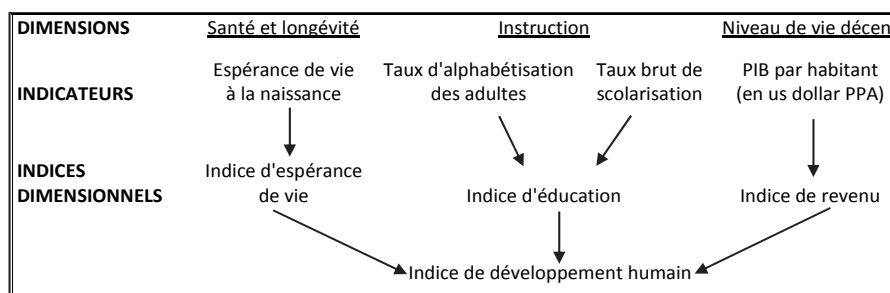 DIMENSIONS Santé et longévité Instruction Niveau de vie décen
Espérance de vie Taux d'alphabétisation Taux brut de PIB par habitant
INDICATEURS à la naissance des adultes scolarisation (en us dollar PPA)
INDICES Indice d'espérance
DIMENSIONNELS de vie Indice d'éducation Indice de revenu
Indice de développement humain